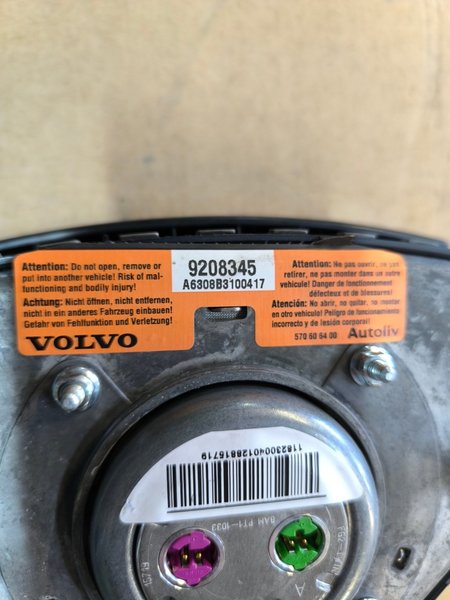 Attention: Do not open, remove or
put into another vehicle! Risk of mal-
functioning and bodily injury!
Achtung: Nicht öffnen, nicht entfernen,
nicht in ein anderes Fahrzeug einbauen!
Gefahr von Fehlfunktion und Verletzung!
VOLVO
9208345
A6308B3100417
Attention: Ne pas ouvrir, ne pas
retirer, ne pas monter dans un autre
véhicule! Danger de fonctionnement
défectueux et de blessures!
Atención: No abrir, no quitar, no montar
en otro vehículo! Peligro de funcionamiento
incorrecto y de lesión corporal!
570 60 64 00 Autoliv
118230040128815719
BAM PT1-1033
A